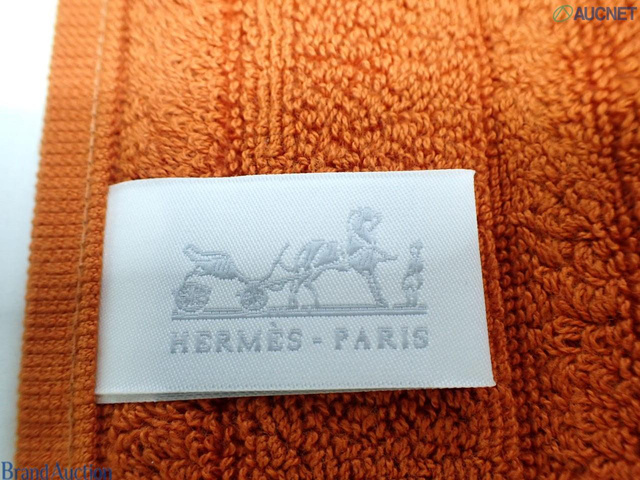 AUCNET
HERMÈS - PARIS
Brand Auction